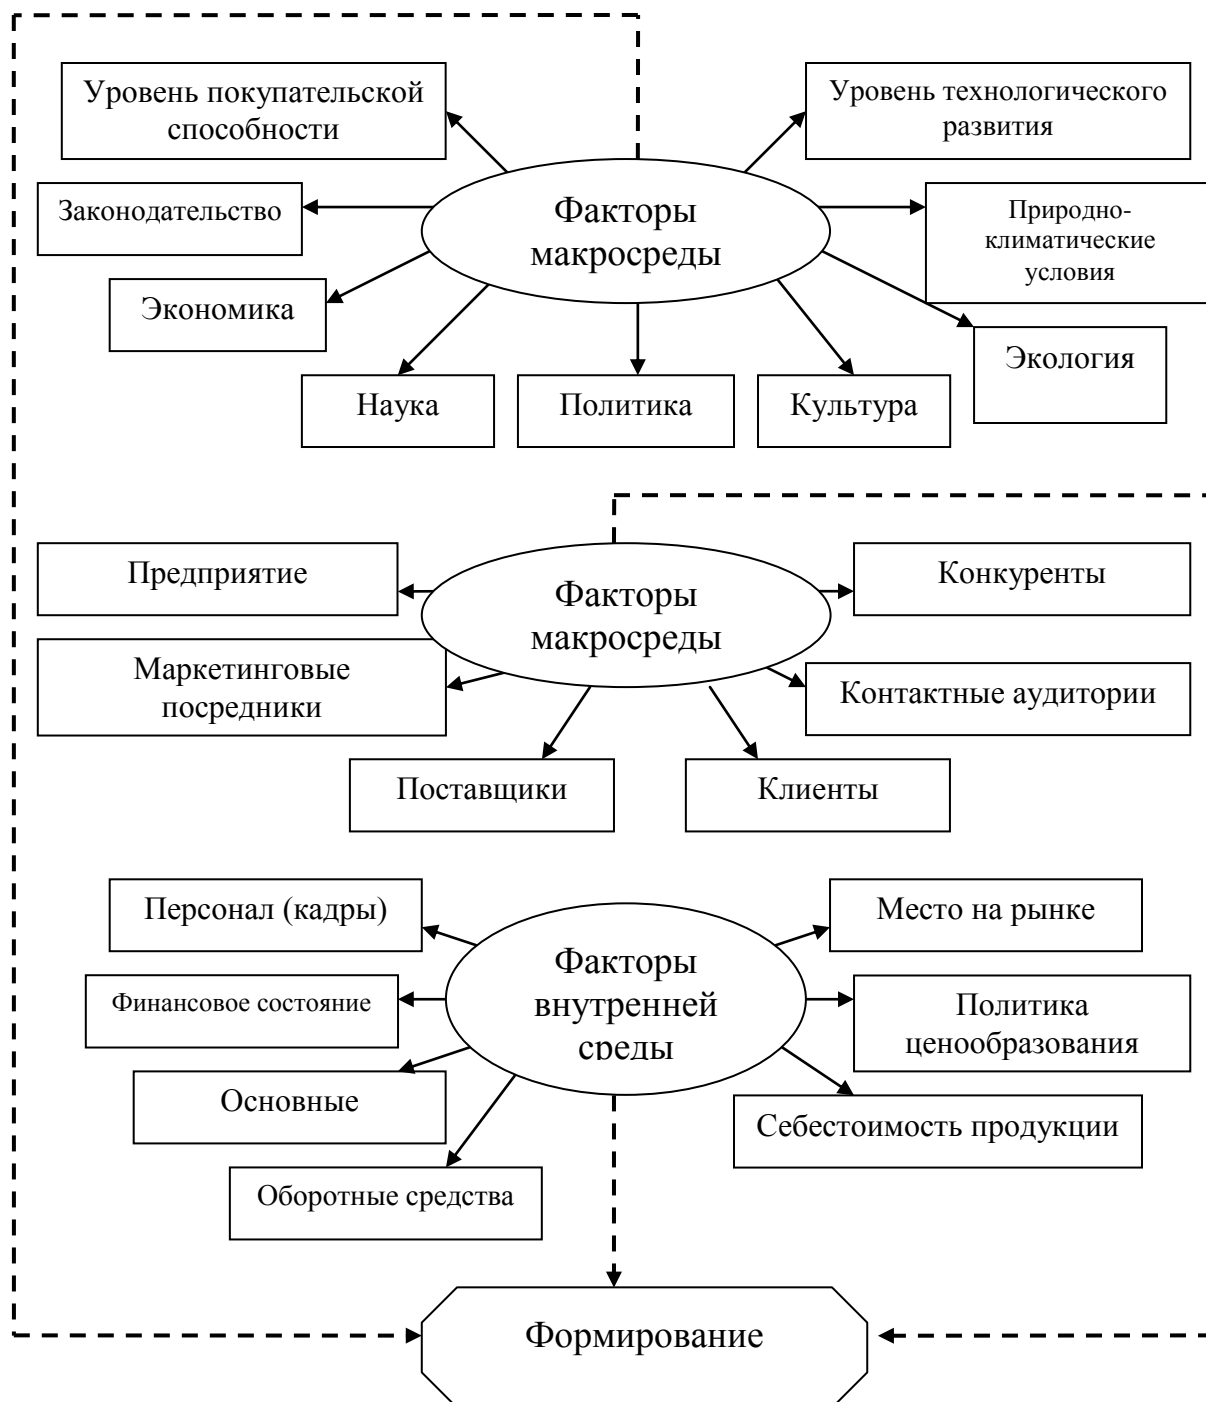 Уровень покупательской
способности
Уровень технологического
развития
Законодательство
Факторы
макросреды
Природно-
климатические
условия
Экономика
Экология
Наука
Политика
Культура
Предприятие
Факторы
макросреды
Конкуренты
Маркетинговые
посредники
Контактные аудитории
Поставщики
Клиенты
Персонал (кадры)
Факторы
внутренней
среды
Место на рынке
Финансовое состояние
Политика
ценообразования
Основные
Себестоимость продукции
Оборотные средства
Формирование